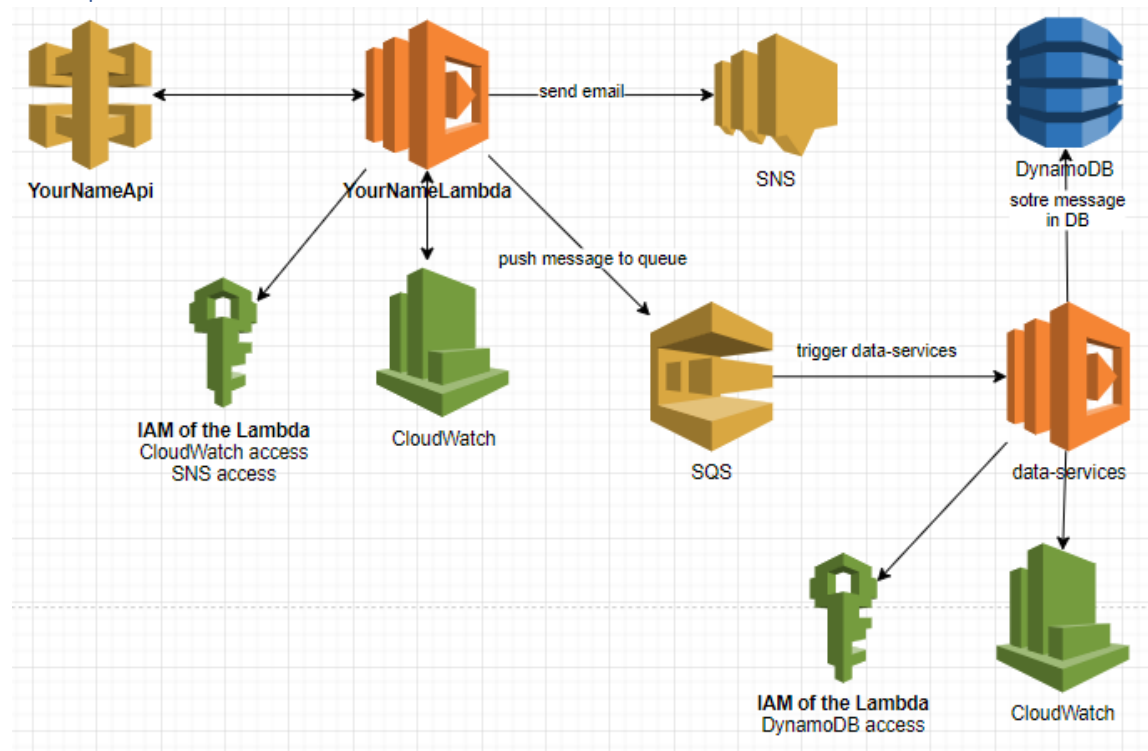 send email
YourNameApi
YourNameLambda
SNS
DynamoDB
sotre message
in DB
push message to queue
trigger data-services
IAM of the Lambda
CloudWatch access
SNS access
CloudWatch
SQS
data-services
IAM of the Lambda
DynamoDB access
CloudWatch